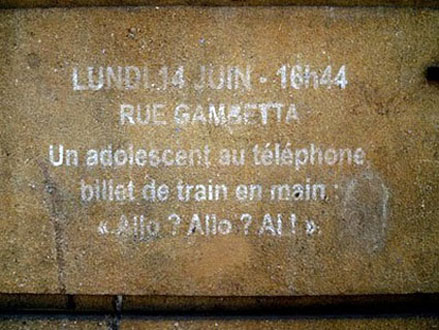 LUNDI 14 JUIN - 16h44
RUE GAMBETTA
Un adolescent au téléphone,
billet de train en main :
« Allo ? Allo ? Al ! ».